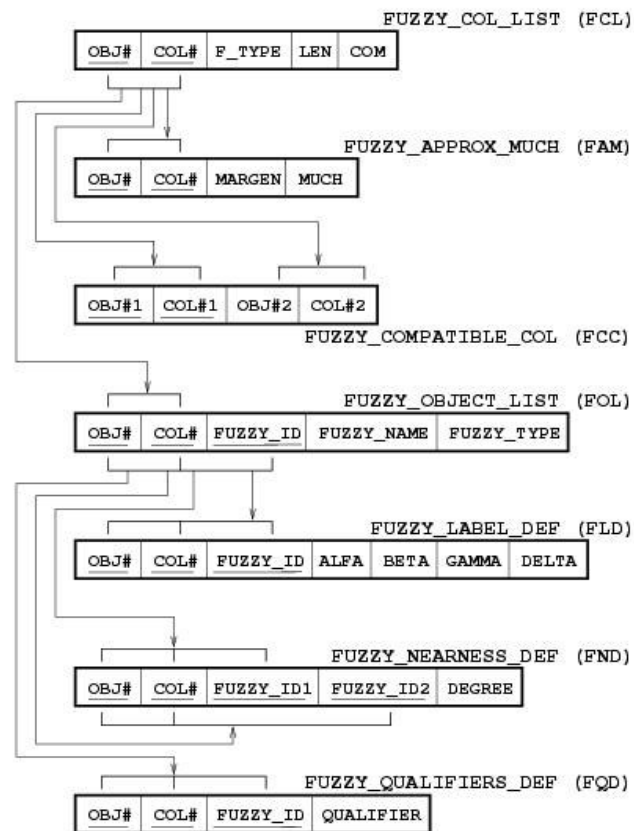 FUZZY_COL_LIST (FCL)
OBJ# COL# F_TYPE LEN COM
FUZZY_APPROX_MUCH (FAM)
OBJ# COL# MARGEN MUCH
OBJ#1 COL#1 OBJ#2 COL#2
FUZZY_COMPATIBLE_COL (FCC)
FUZZY_OBJECT_LIST (FOL)
OBJ# COL# FUZZY_ID FUZZY_NAME FUZZY_TYPE
FUZZY_LABEL_DEF (FLD)
OBJ# COL# FUZZY_ID ALFA BETA GAMMA DELTA
FUZZY_NEARNESS_DEF (FND)
OBJ# COL# FUZZY_ID1 FUZZY_ID2 DEGREE
FUZZY_QUALIFIERS_DEF (FQD)
OBJ# COL# FUZZY_ID QUALIFIER